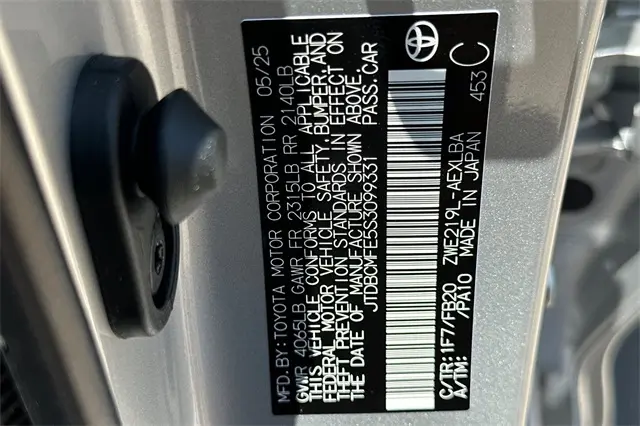 MFD.BY:TOYOTA MOTOR CORPORATION 05/25
GVWR 4065LB GAWR FR 2315LB RR 2140LB
THIS VEHICLE CONFORMS TO ALL APPLICABLE
FEDERAL MOTOR VEHICLE SAFETY, BUMPER, AND
THEFT PREVENTION STANDARDS IN EFFECT ON
THE DATE OF MANUFACTURE SHOWN ABOVE.
JTDBCMFE5S3099331 PASS.CAR
C/TR:1F7/FB20 ZWE219L-AEXLBA
A/TM: /PA10 MADE IN JAPAN
453 C